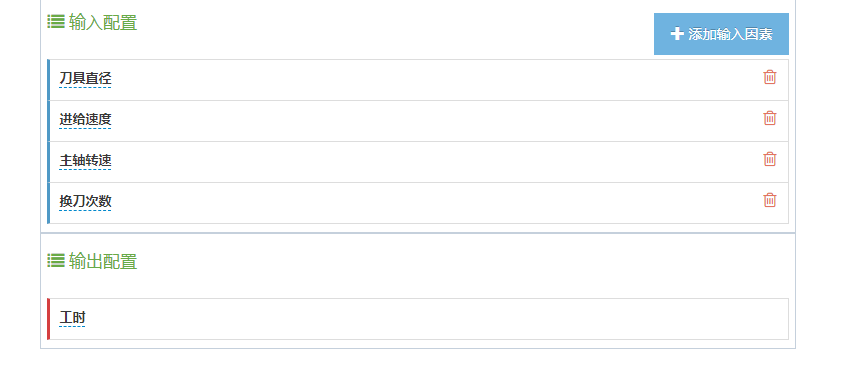 输入配置
添加输入因素
刀具直径
进给速度
主轴转速
换刀次数
输出配置
工时